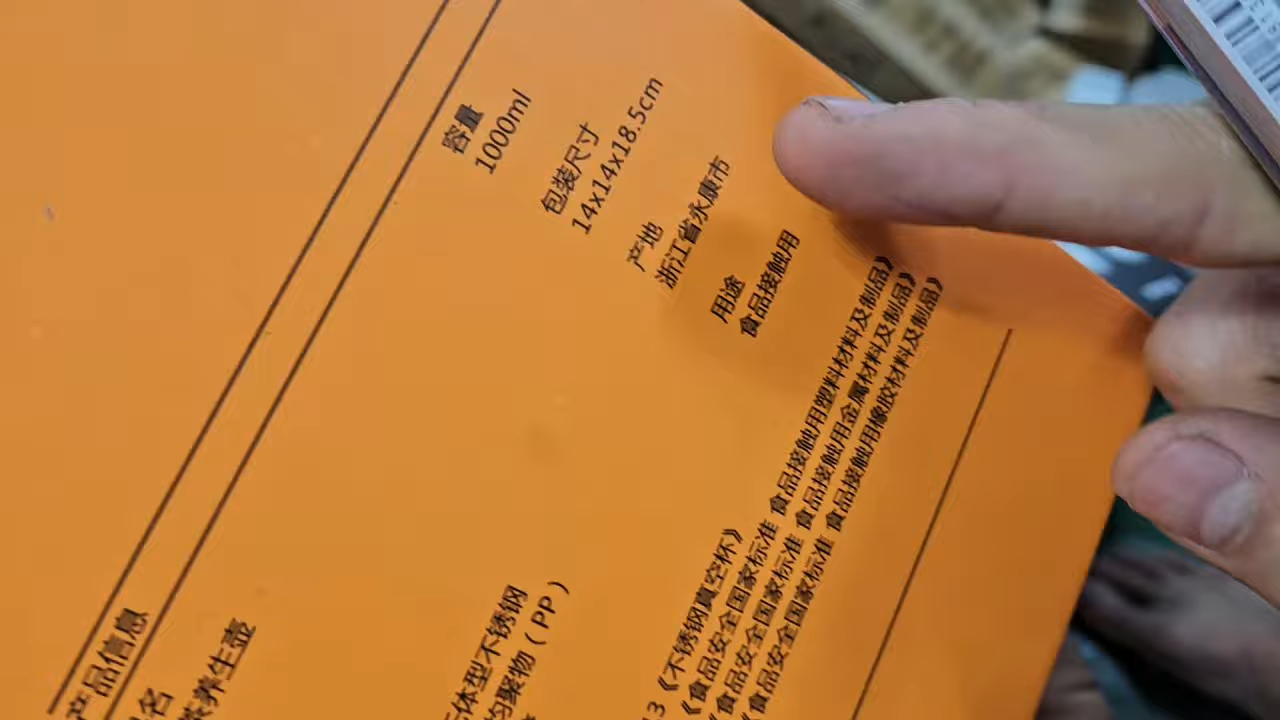 产品信息
容量
1000ml
包装尺寸
14x14x18.5cm
产地
浙江省永康市
用途
食品接触用
名
养生壶
体型不锈钢
均聚物（PP）
13《不锈钢真空杯》
《食品安全国家标准 食品接触用塑料材料及制品》
《食品安全国家标准 食品接触用金属材料及制品》
《食品安全国家标准 食品接触用橡胶材料及制品》